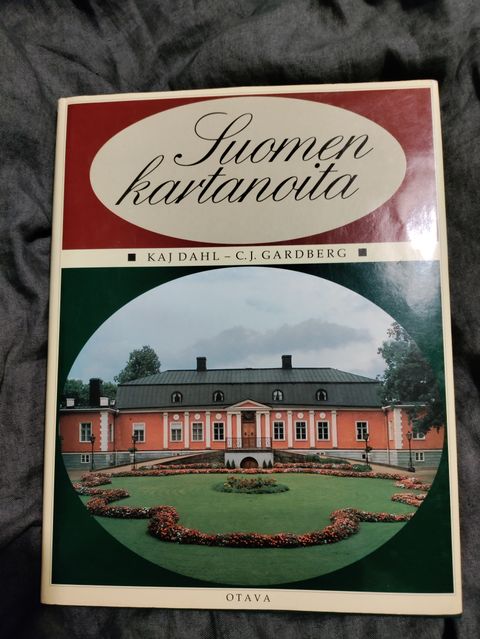 Suomen
kartanoita
KAJ DAHL – C.J. GARDBERG
OTAVA